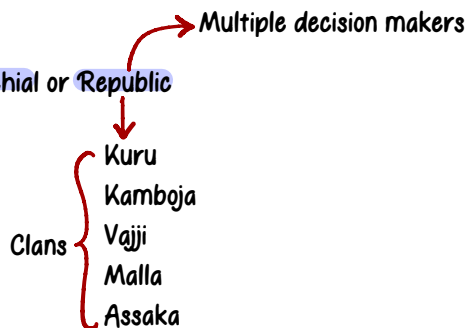 Multiple decision makers
hial or Republic
Kuru
Kamboja
Clans
Vajji
Malla
Assaka